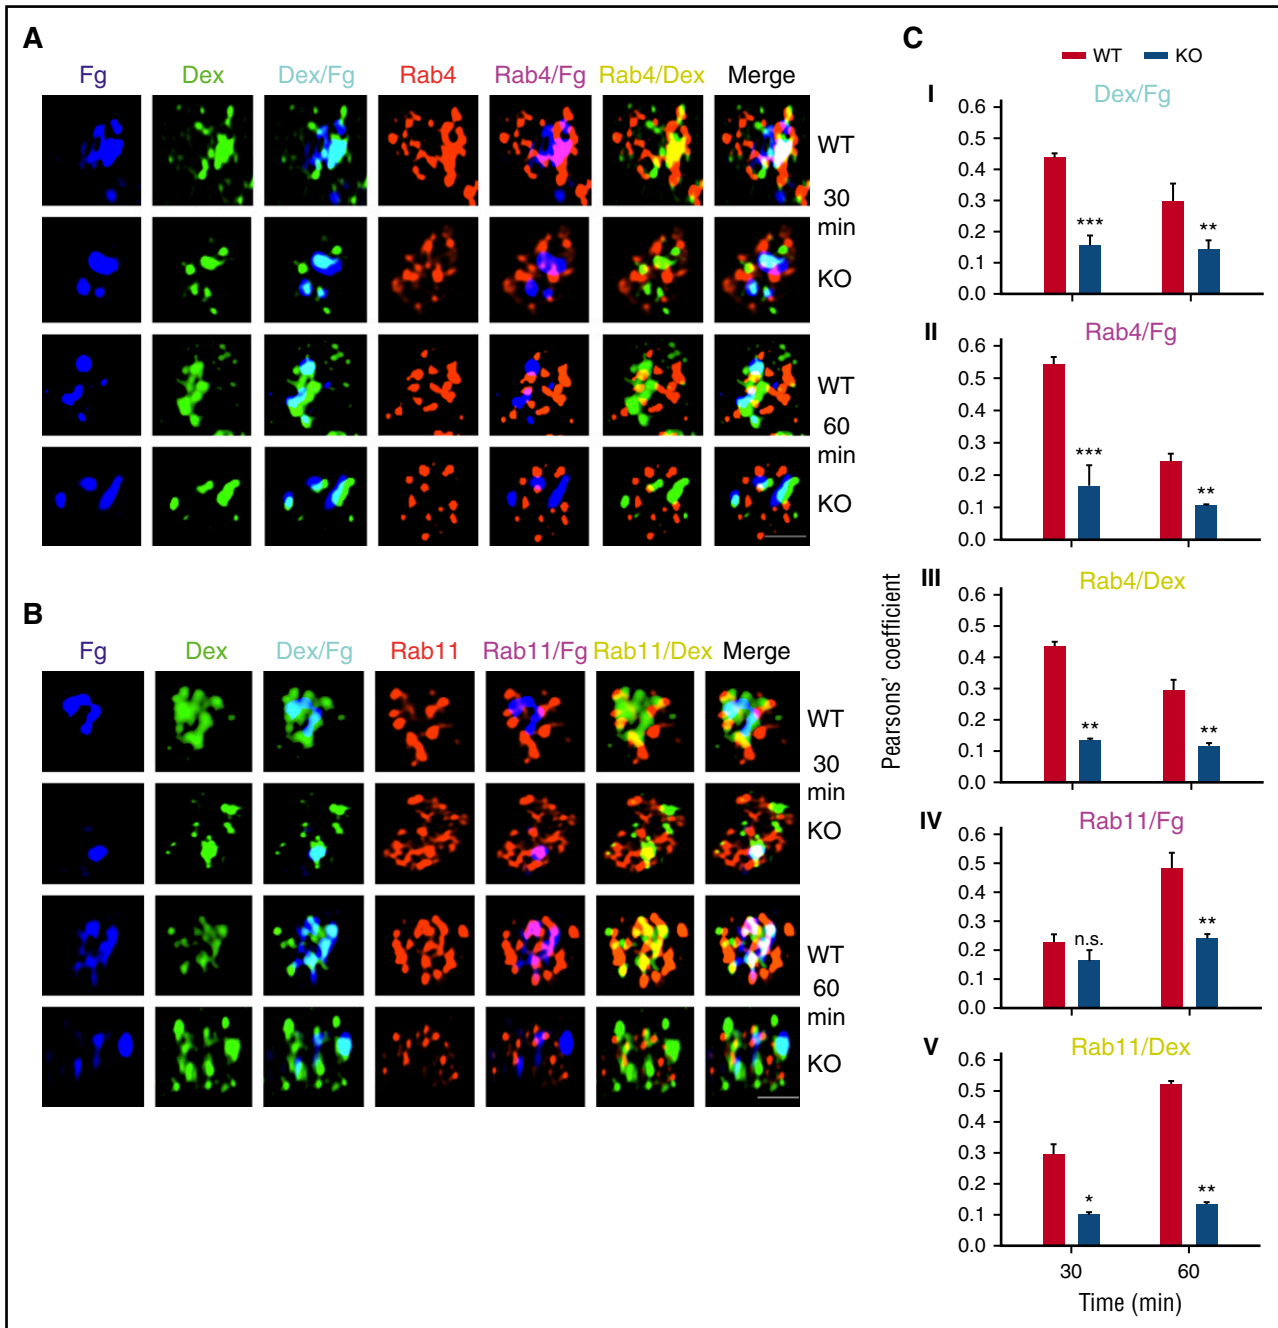 A
Fg Dex Dex/Fg Rab4 Rab4/Fg Rab4/Dex Merge
WT
30
min
KO
WT
60
min
KO
B
Fg Dex Dex/Fg Rab11 Rab11/Fg Rab11/Dex Merge
WT
30
min
KO
WT
60
min
KO
C
WT KO
Pearsons' coefficient
I Dex/Fg
0.6
0.5
0.4
0.3
*** **
0.2
0.1
0.0
II Rab4/Fg
0.6
0.5
0.4
0.3
***
0.2
**
0.1
0.0
III Rab4/Dex
0.6
0.5
0.4
0.3
0.2
** **
0.1
0.0
IV Rab11/Fg
0.6
0.5
0.4
0.3
n.s. **
0.2
0.1
0.0
V Rab11/Dex
0.6
0.5
0.4
0.3
0.2
* **
0.1
0.0
30 60
Time (min)